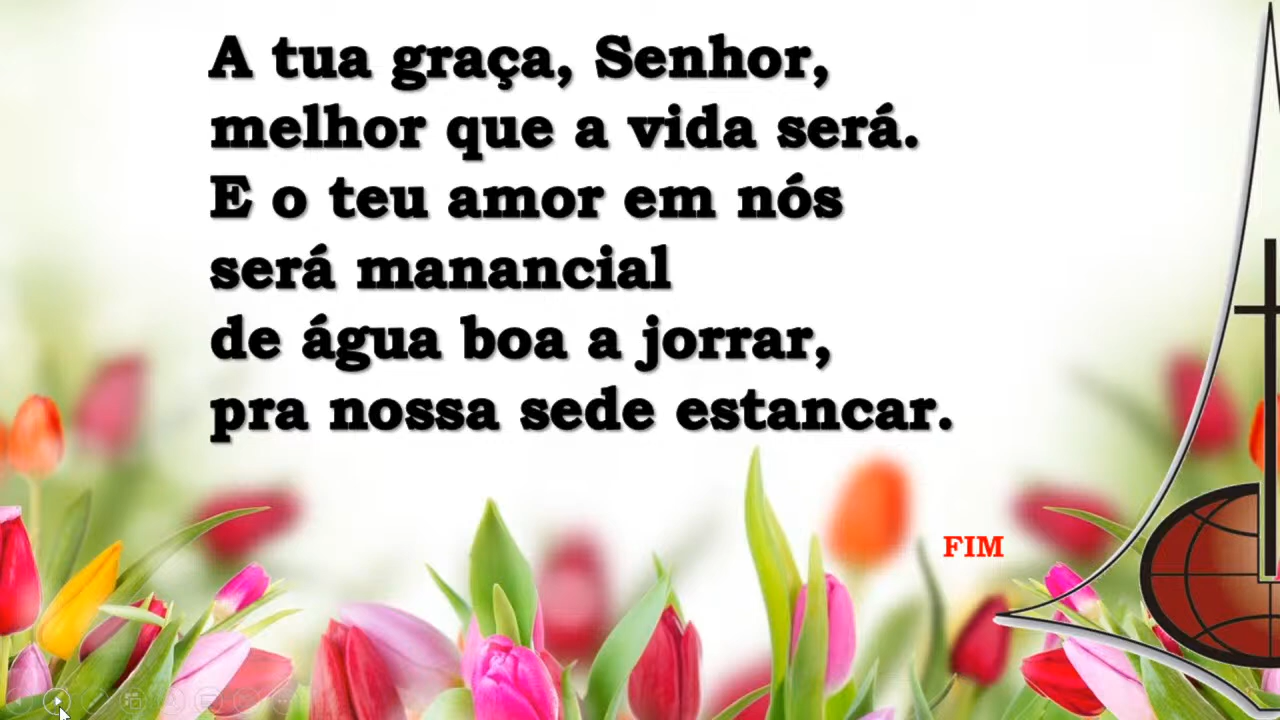 A tua graça, Senhor,
melhor que a vida será.
E o teu amor em nós
será manancial
de água boa a jorrar,
pra nossa sede estancar.
FIM